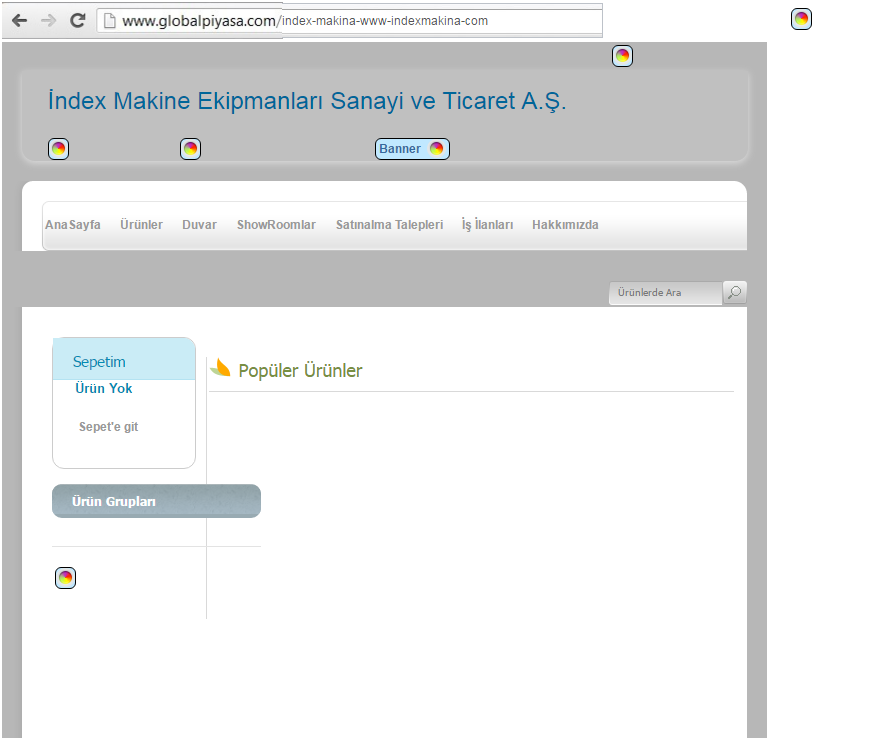 www.globalpiyasa.com/index-makina-www-indexmakina-com
İndex Makine Ekipmanları Sanayi ve Ticaret A.Ş.
Banner
AnaSayfa Ürünler Duvar ShowRoomlar Satınalma Talepleri İş İlanları Hakkımızda
Ürünlerde Ara
Sepetim
Ürün Yok
Sepet'e git
Popüler Ürünler
Ürün Grupları